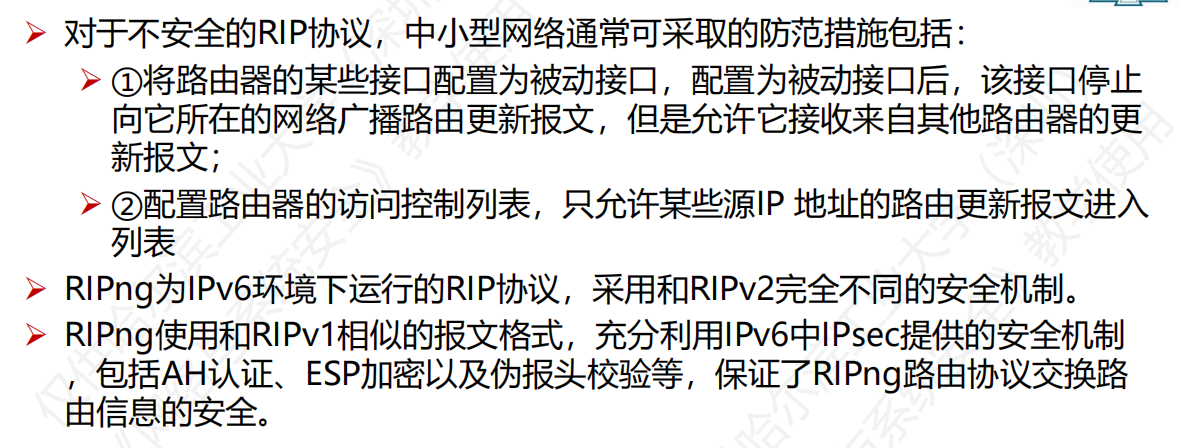 对于不安全的RIP协议，中小型网络通常可采取的防范措施包括：
①将路由器的某些接口配置为被动接口，配置为被动接口后，该接口停止
向它所在的网络广播路由更新报文，但是允许它接收来自其他路由器的更
新报文；
②配置路由器的访问控制列表，只允许某些源IP 地址的路由更新报文进入
列表
RIPng为IPv6环境下运行的RIP协议，采用和RIPv2完全不同的安全机制。
RIPng使用和RIPv1相似的报文格式，充分利用IPv6中IPsec提供的安全机制
，包括AH认证、ESP加密以及伪报头校验等，保证了RIPng路由协议交换路
由信息的安全。